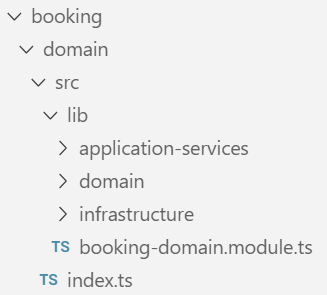 booking
domain
src
lib
application-services
domain
infrastructure
TS booking-domain.module.ts
TS index.ts